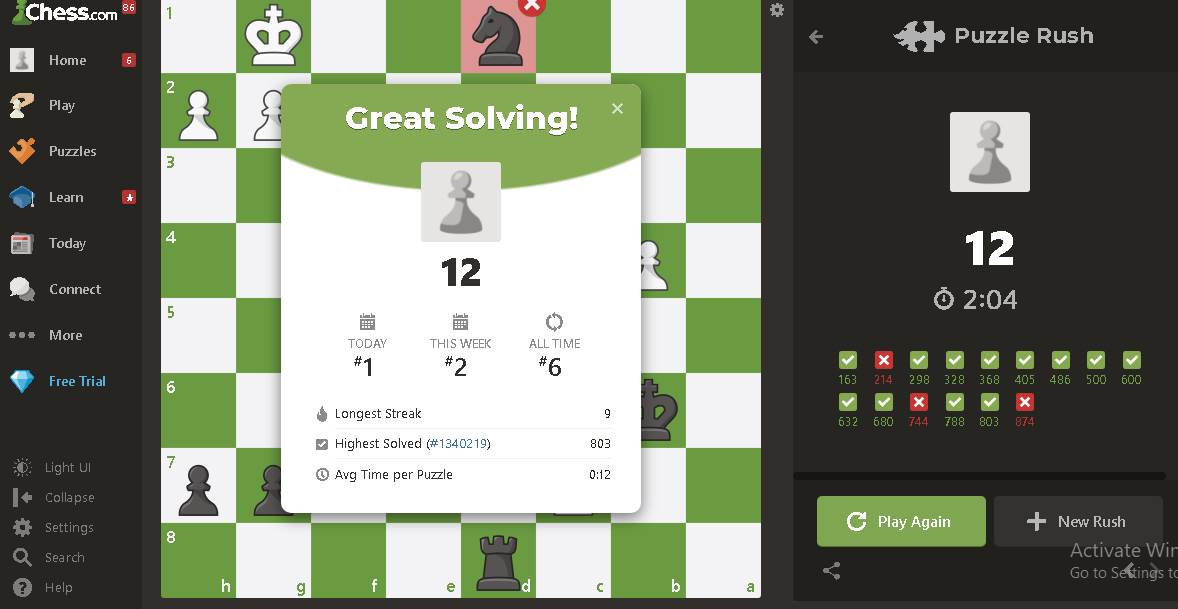 Chess.com 86
Home 6
Play
Puzzles
Learn
Today
Connect
More
Free Trial
Light UI
Collapse
Settings
Search
Help
1
2
3
4
5
6
7
8
h g f e d c b a
Great Solving!
12
TODAY THIS WEEK ALL TIME
#1 #2 #6
Longest Streak 9
Highest Solved (#1340219) 803
Avg Time per Puzzle 0:12
Puzzle Rush
12
2:04
163 214 298 328 368 405 486 500 600
632 680 744 788 803 874
Play Again
New Rush
Activate Win
Go to Settings to